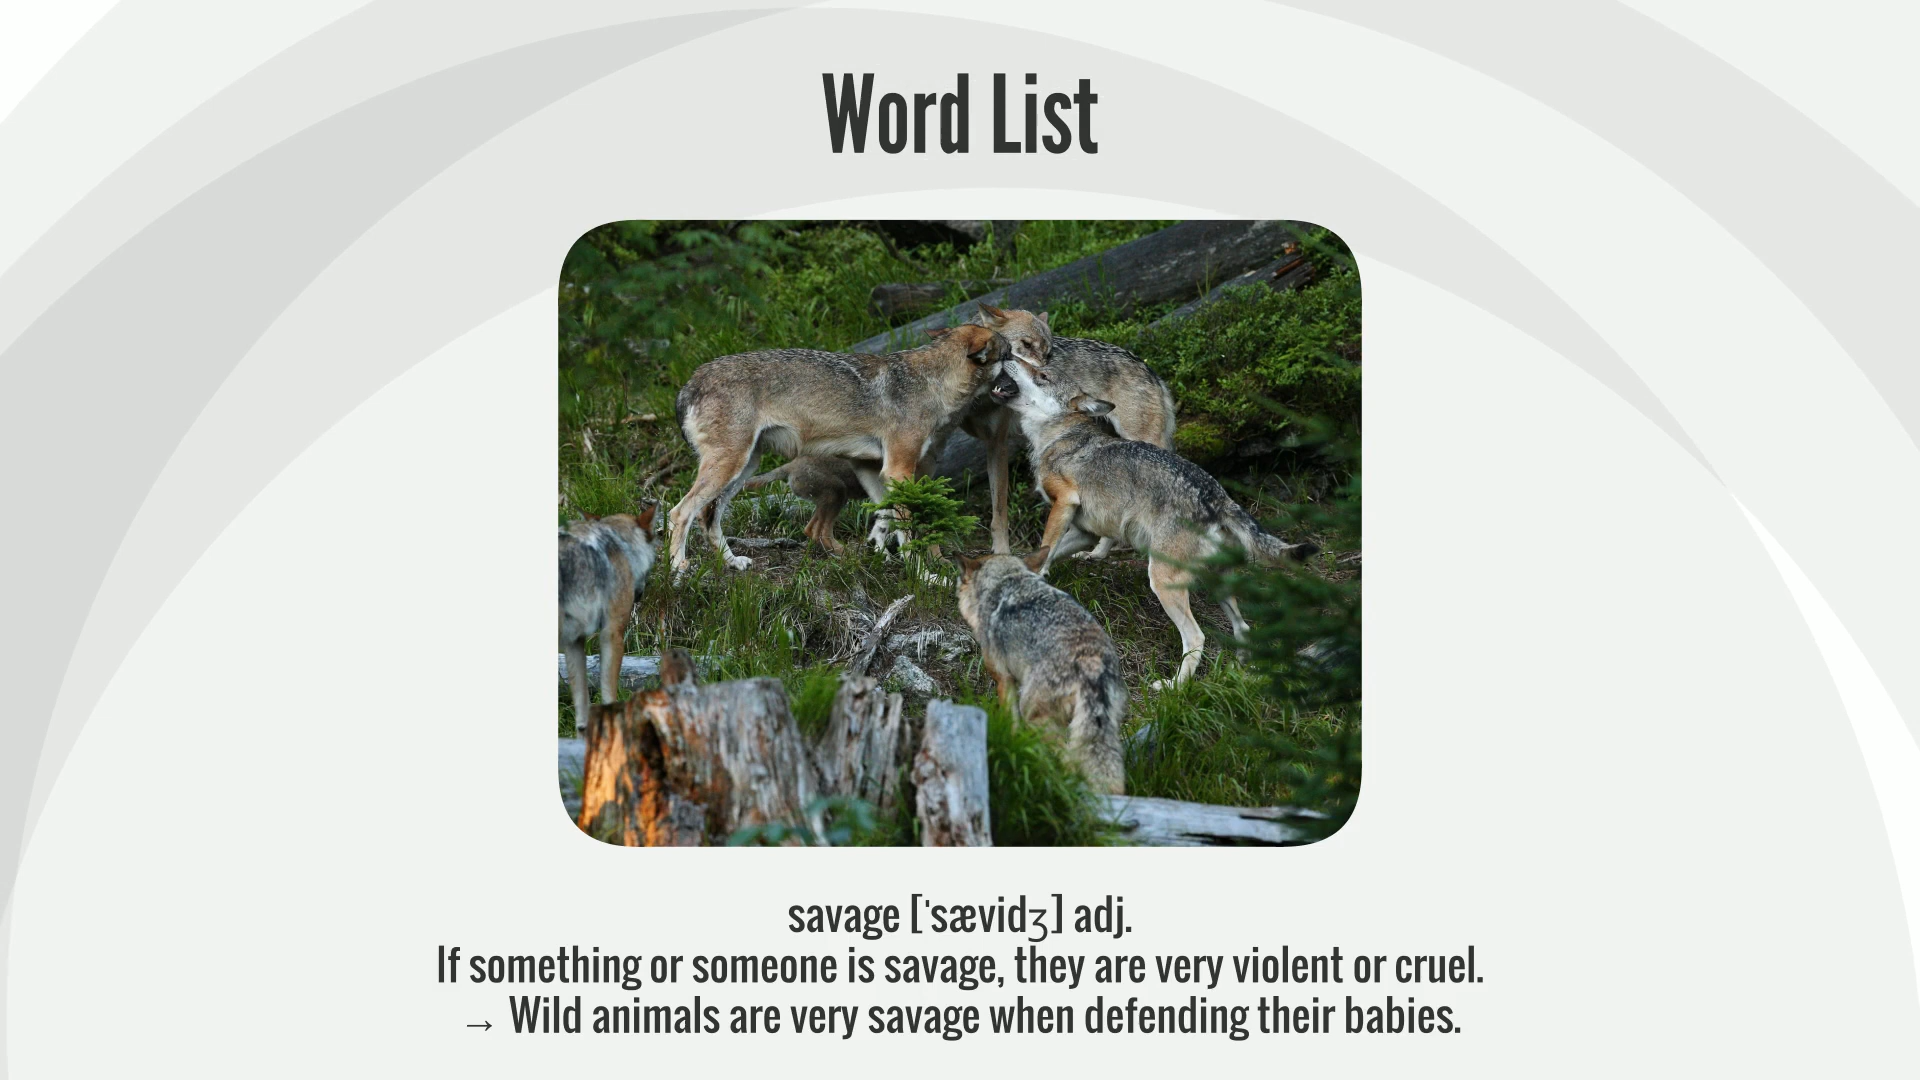 Word List
savage [ˈsævidʒ] adj.
If something or someone is savage, they are very violent or cruel.
→ Wild animals are very savage when defending their babies.